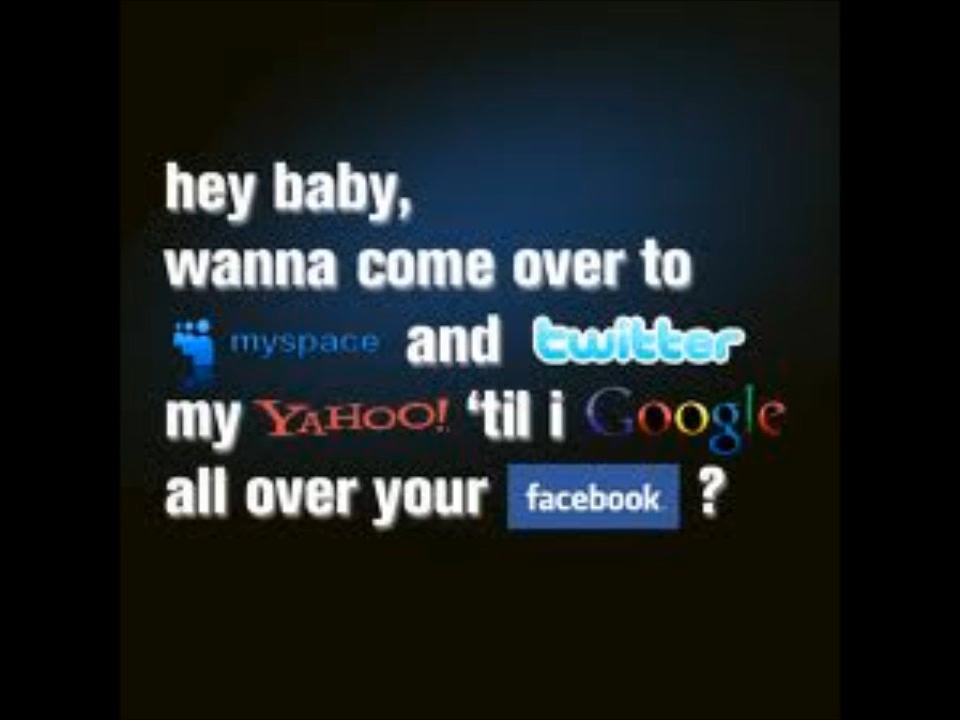 hey baby,
wanna come over to
myspace and twitter
my YAHOO! ‘til i Google
all over your facebook ?